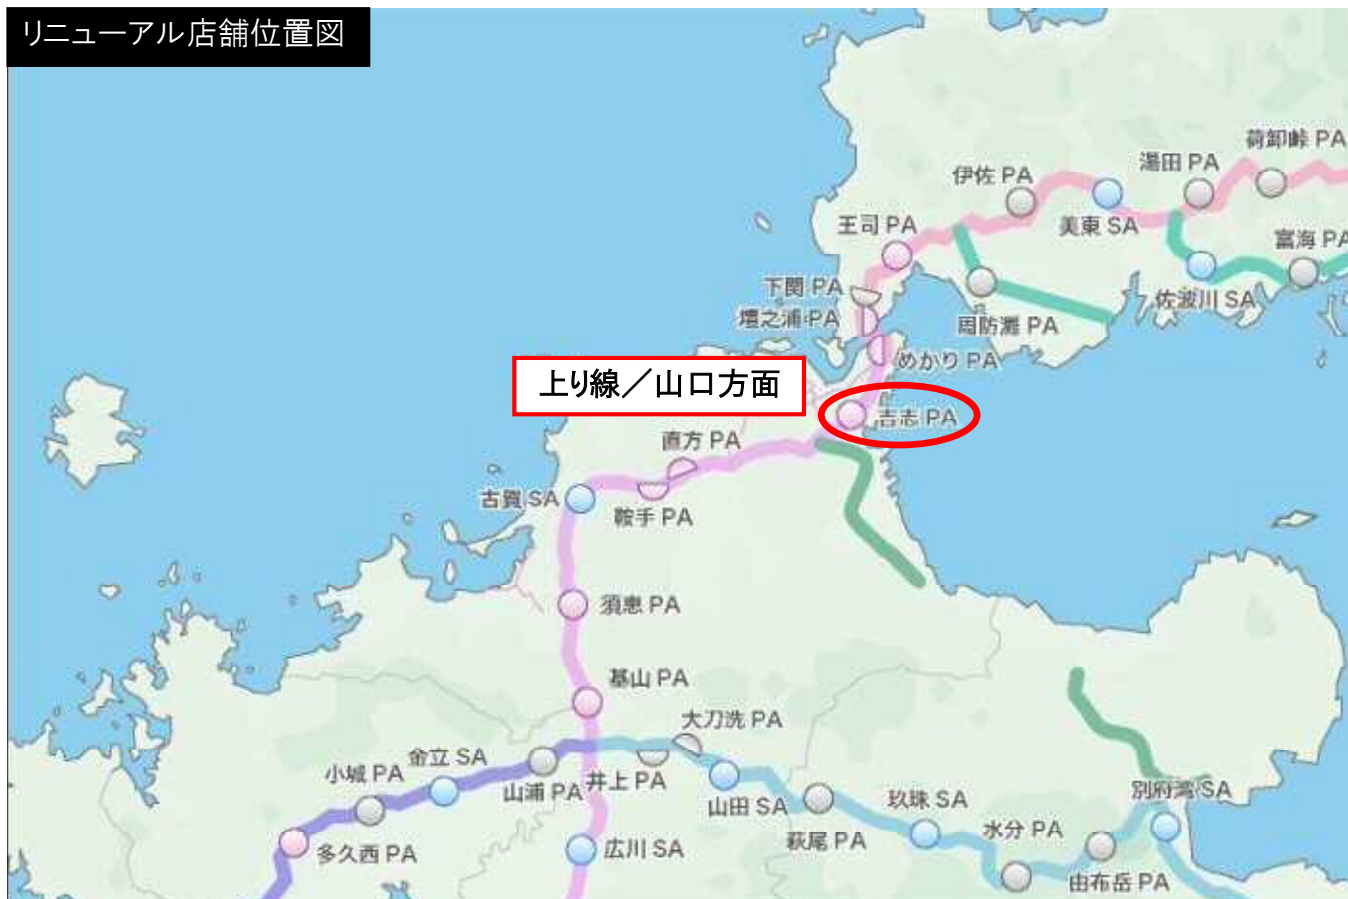 リニューアル店舗位置図
荷卸峠 PA
湯田 PA
伊佐 PA
美東 SA
王司 PA
富海 PA
下関 PA
佐波川 SA
壇之浦 PA
周防灘 PA
めかり PA
上り線／山口方面
吉志 PA
直方 PA
古賀 SA
鞍手 PA
須恵 PA
基山 PA
大刀洗 PA
金立 SA
小城 PA
山浦 PA
井上 PA
山田 SA
玖珠 SA
別府湾 SA
萩尾 PA
水分 PA
多久西 PA
広川 SA
由布岳 PA